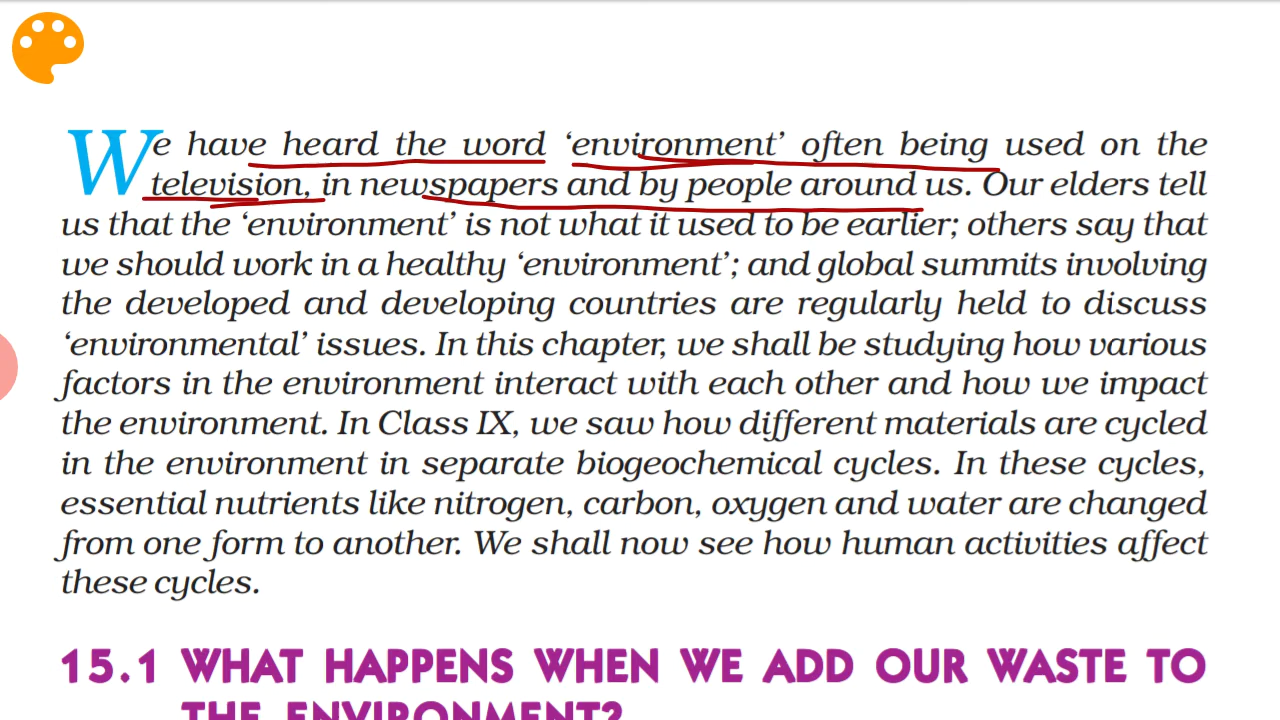 We have heard the word ‘environment’ often being used on the
television, in newspapers and by people around us. Our elders tell
us that the ‘environment’ is not what it used to be earlier; others say that
we should work in a healthy ‘environment’; and global summits involving
the developed and developing countries are regularly held to discuss
‘environmental’ issues. In this chapter, we shall be studying how various
factors in the environment interact with each other and how we impact
the environment. In Class IX, we saw how different materials are cycled
in the environment in separate biogeochemical cycles. In these cycles,
essential nutrients like nitrogen, carbon, oxygen and water are changed
from one form to another. We shall now see how human activities affect
these cycles.
15.1 WHAT HAPPENS WHEN WE ADD OUR WASTE TO
THE ENVIRONMENT?